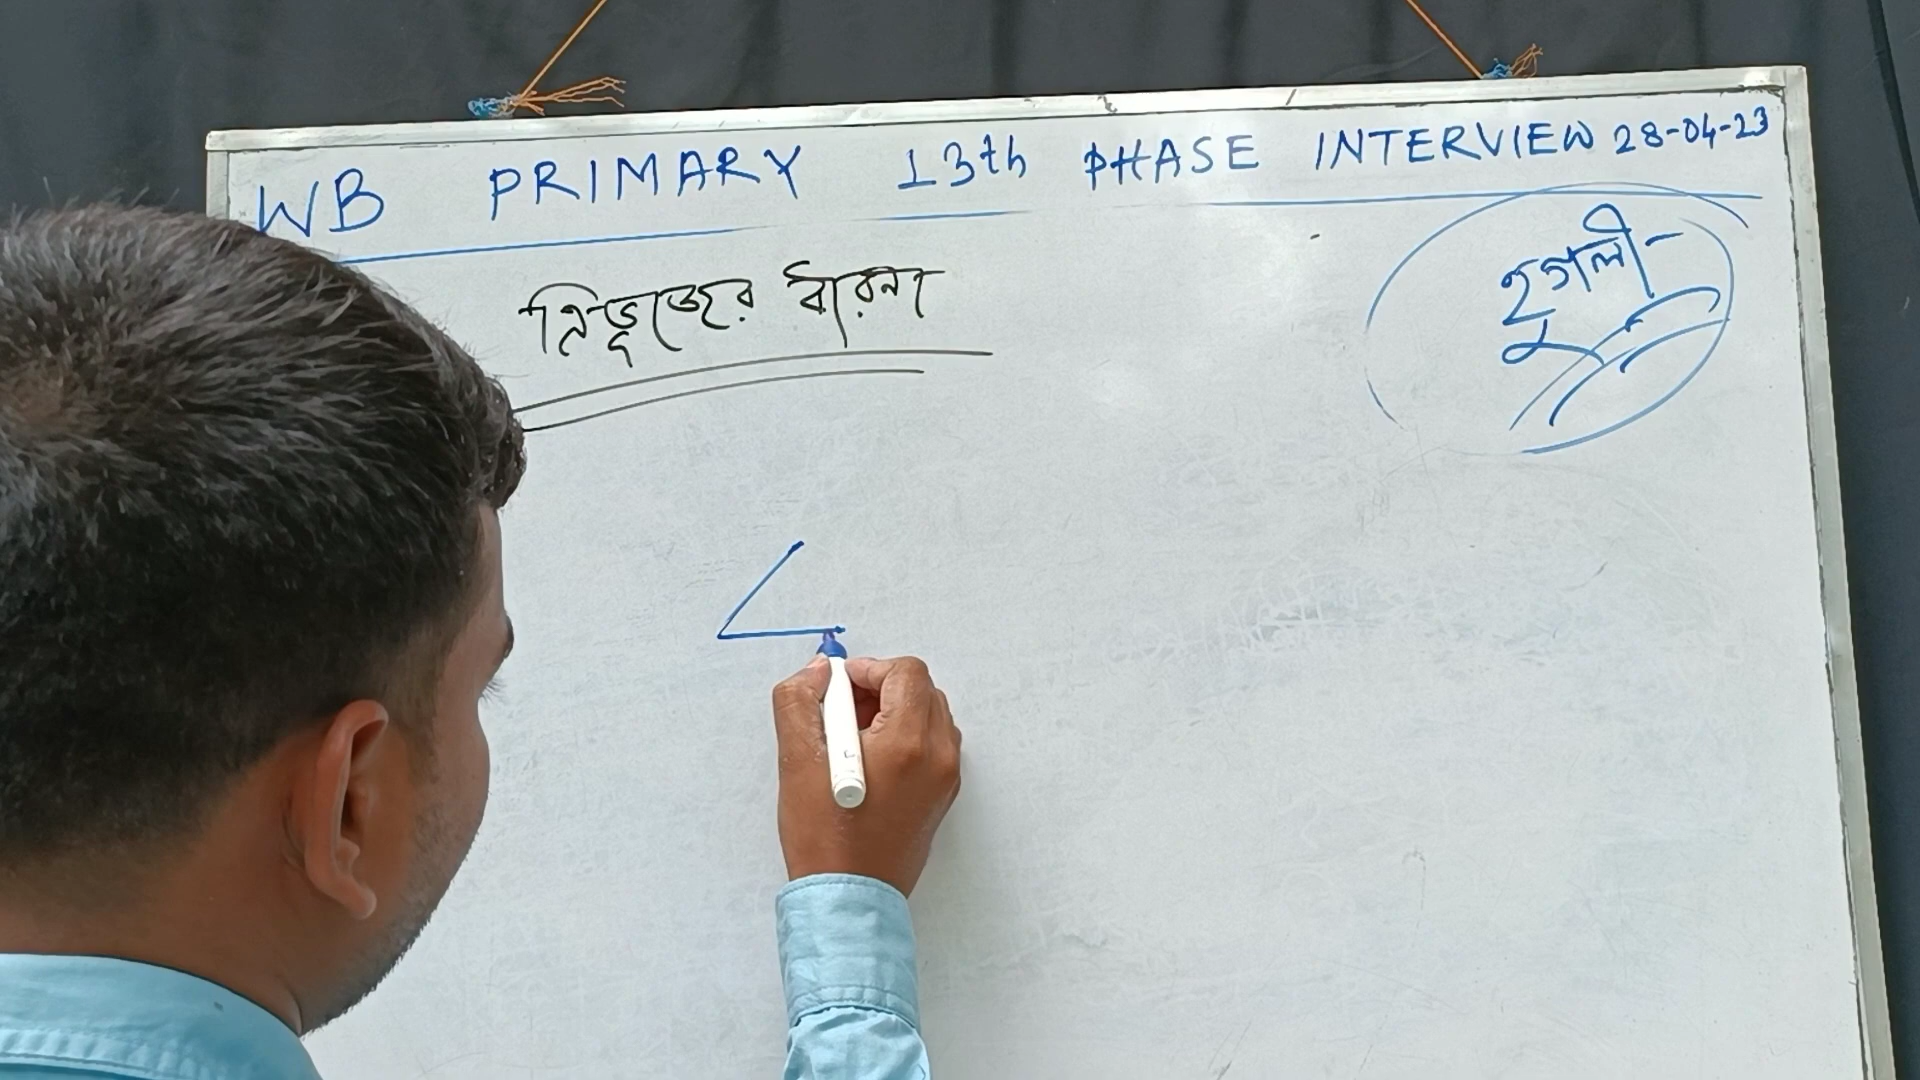 WB PRIMARY 13th PHASE INTERVIEW 28-04-23
ত্রিভূজের ধারনা
হুগলী